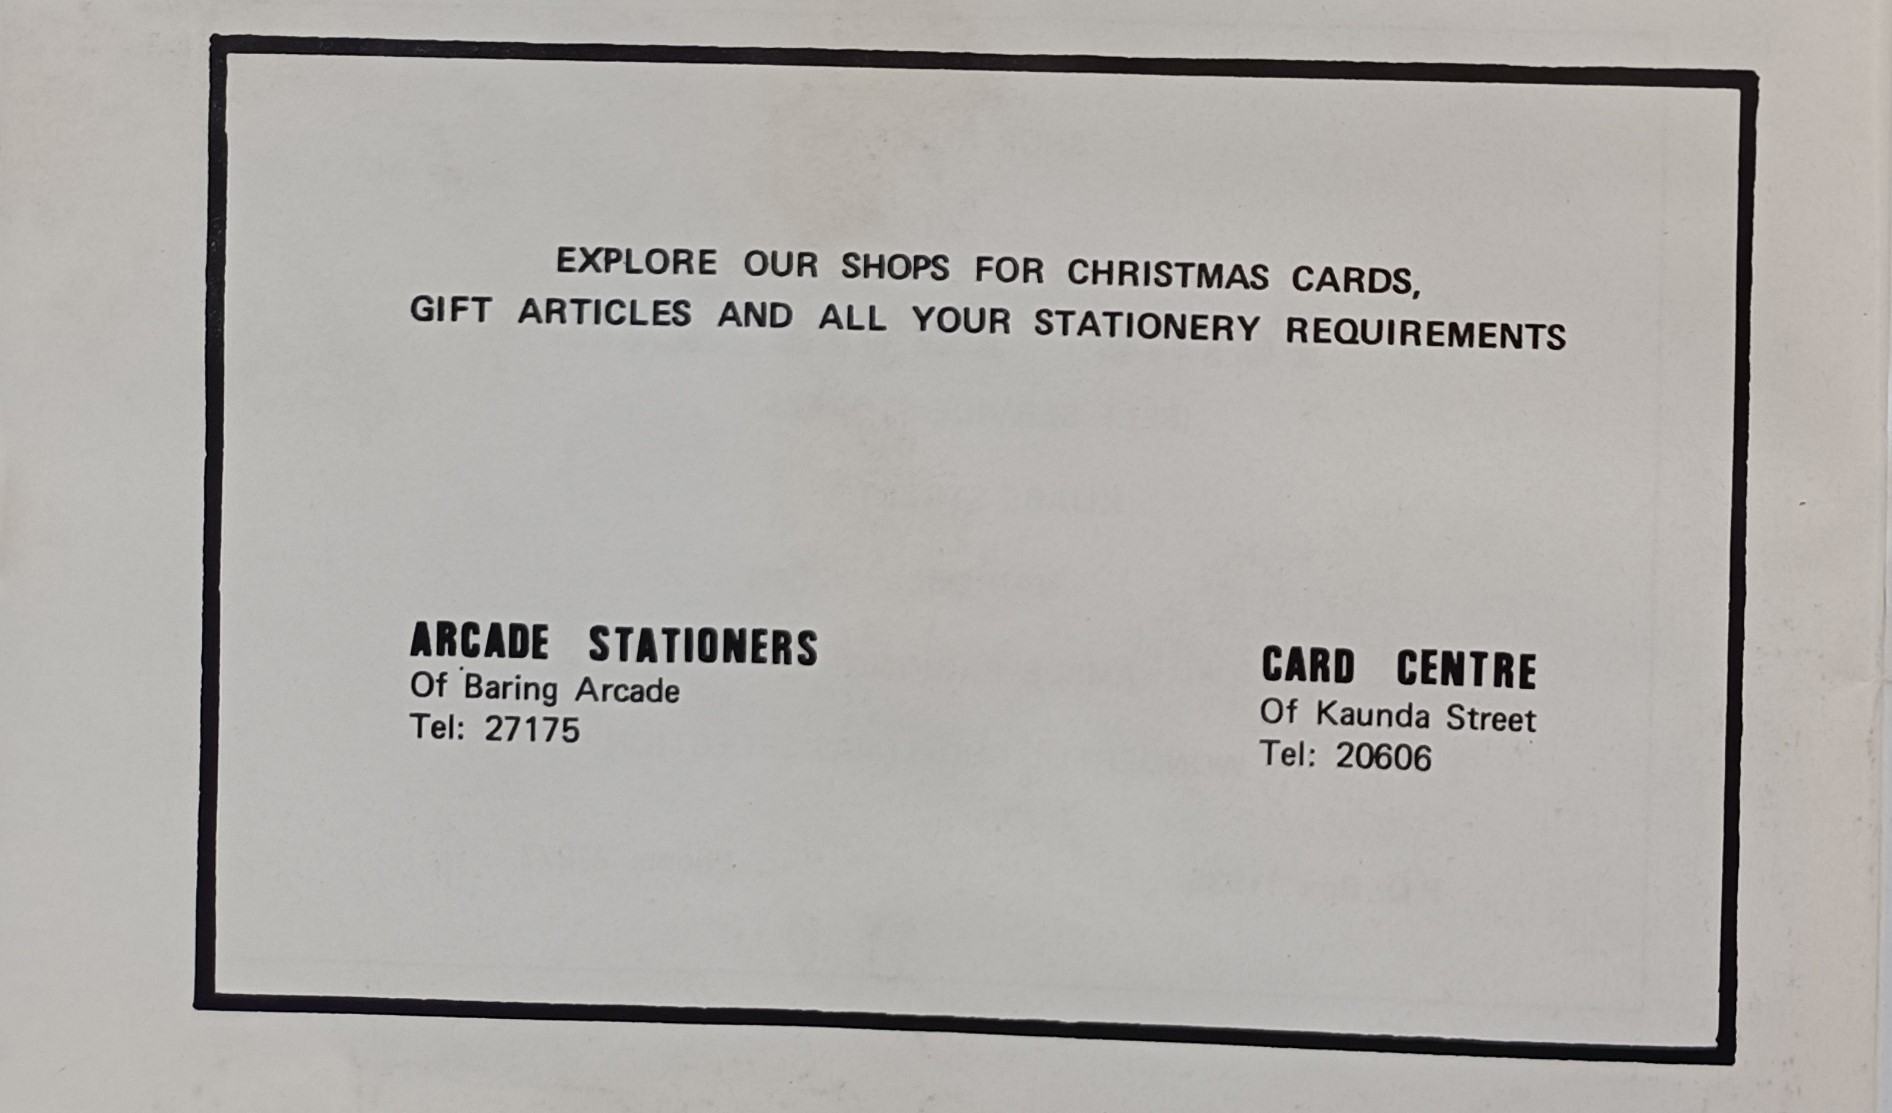 EXPLORE OUR SHOPS FOR CHRISTMAS CARDS,
GIFT ARTICLES AND ALL YOUR STATIONERY REQUIREMENTS
ARCADE STATIONERS
Of Baring Arcade
Tel: 27175
CARD CENTRE
Of Kaunda Street
Tel: 20606